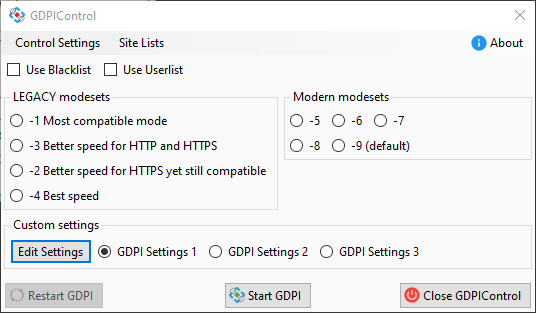 GDPIControl
Control Settings Site Lists About
Use Blacklist Use Userlist
LEGACY modesets
-1 Most compatible mode
-3 Better speed for HTTP and HTTPS
-2 Better speed for HTTPS yet still compatible
-4 Best speed
Modern modesets
-5 -6 -7
-8 -9 (default)
Custom settings
Edit Settings GDPI Settings 1 GDPI Settings 2 GDPI Settings 3
Restart GDPI Start GDPI Close GDPIControl